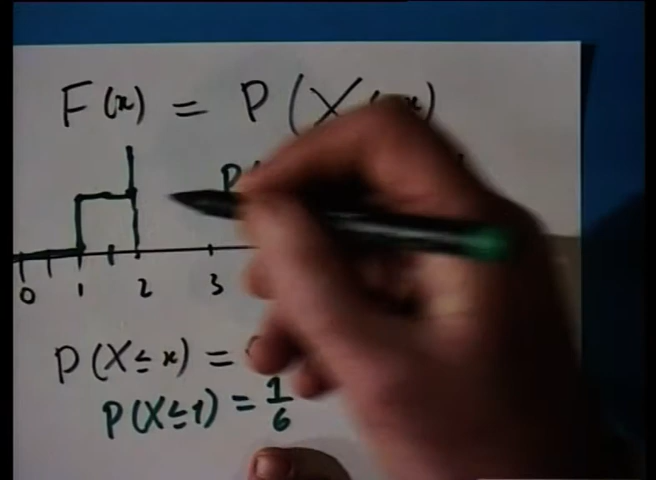 F(x) = P(X x)
P(
0 1 2 3
P(X ≤ x) =
P(X ≤ 1) = 1/6